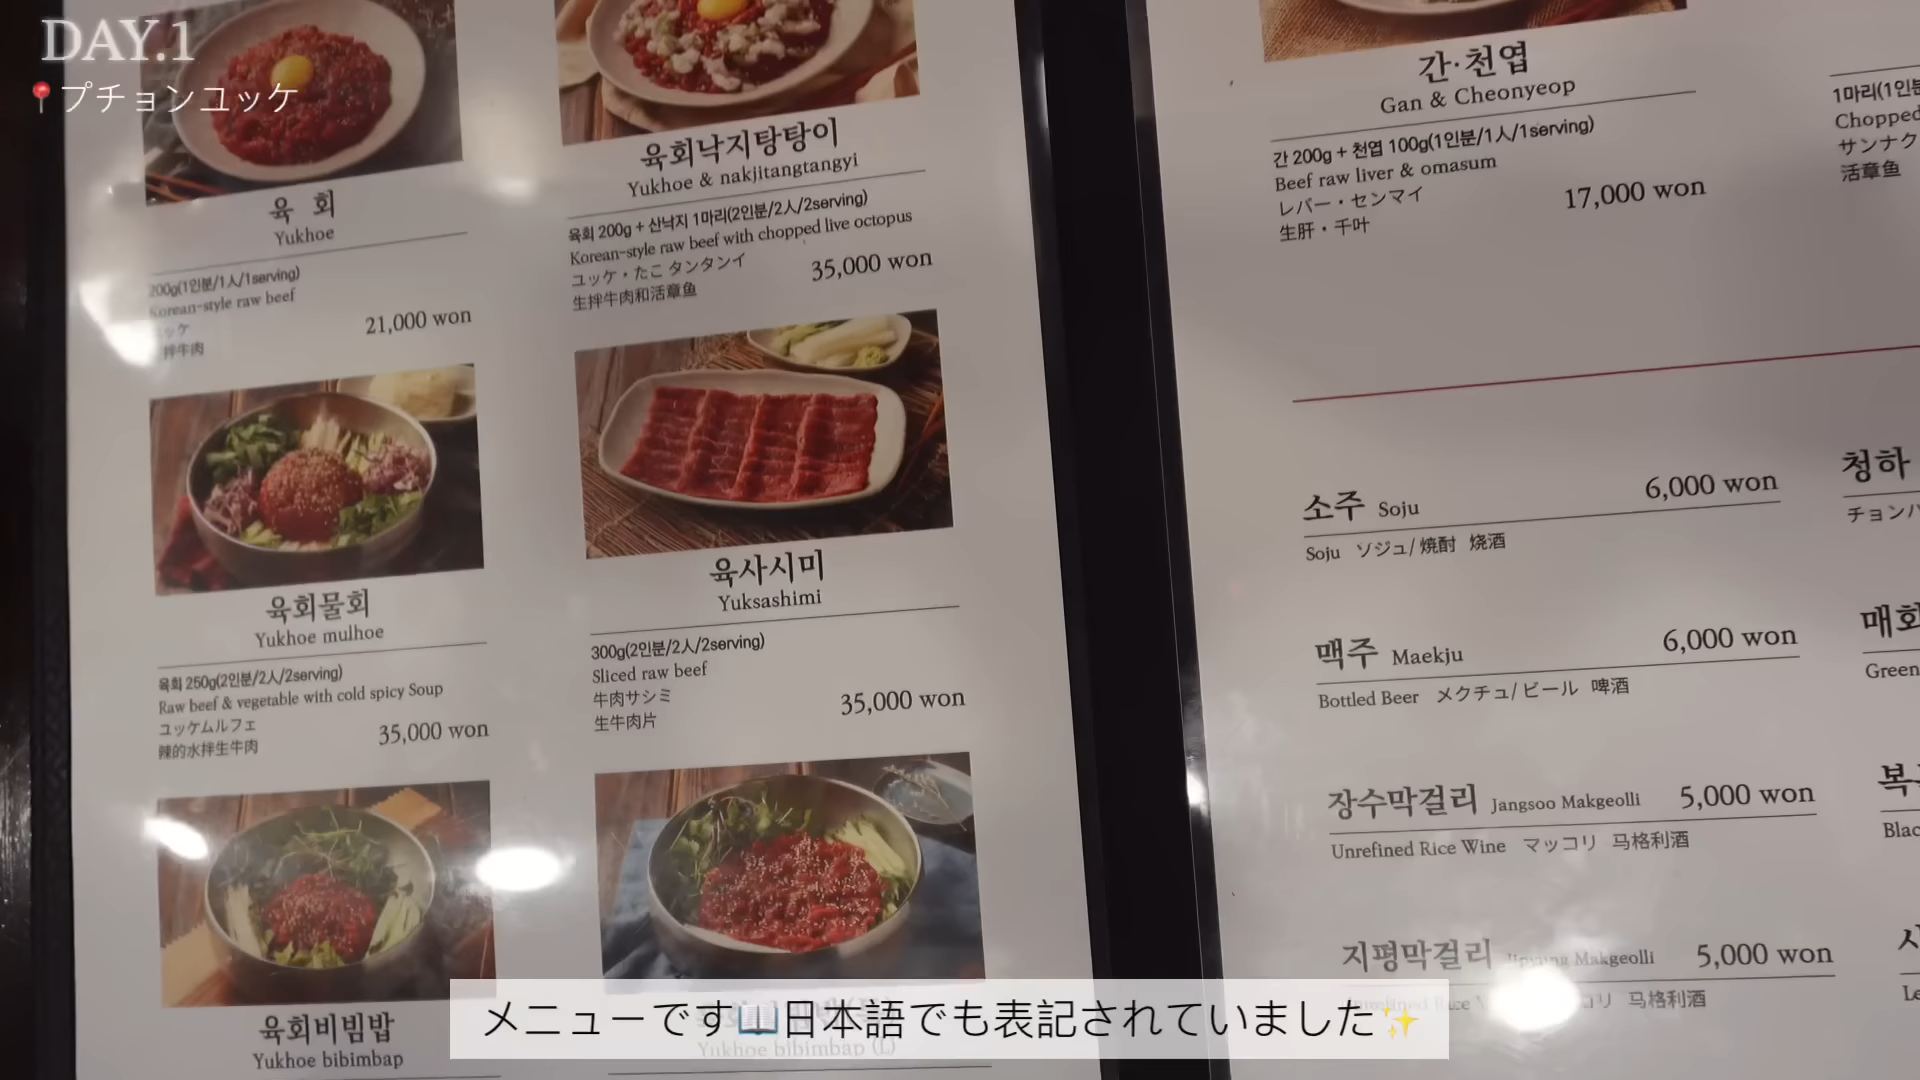 DAY.1
プチョンユッケ
육 회
Yukhoe
200g(1인분/1人/1serving)
Korean-style raw beef
ユッケ
拌牛肉
21,000 won
육회낙지탕탕이
Yukhoe & nakjitangtangyi
육회 200g + 산낙지 1마리(2인분/2人/2serving)
Korean-style raw beef with chopped live octopus
ユッケ・たこ タンタンイ
生拌牛肉和活章鱼
35,000 won
육회물회
Yukhoe mulhoe
육회 250g(2인분/2人/2serving)
Raw beef & vegetable with cold spicy Soup
ユッケムルフェ
辣的水拌生牛肉
35,000 won
육사시미
Yuksashimi
300g(2인분/2人/2serving)
Sliced raw beef
牛肉サシミ
生牛肉片
35,000 won
육회비빔밥
Yukhoe bibimbap
Yukhoe bibimbap (L)
간·천엽
Gan & Cheonyeop
간 200g + 천엽 100g(1인분/1人/1serving)
Beef raw liver & omasum
レバー・センマイ
生肝・千叶
17,000 won
1마리(1인분
Chopped
サンナク
活章鱼
소주 Soju 6,000 won
Soju ソジュ/焼酎 烧酒
맥주 Maekju 6,000 won
Bottled Beer メクチュ/ビール 啤酒
장수막걸리 Jangsoo Makgeolli 5,000 won
Unrefined Rice Wine マッコリ 马格利酒
지평막걸리 Jipyung Makgeolli 5,000 won
马格利酒
청하
チョンハ
매화
Green
メニューです📖日本語でも表記されていました✨